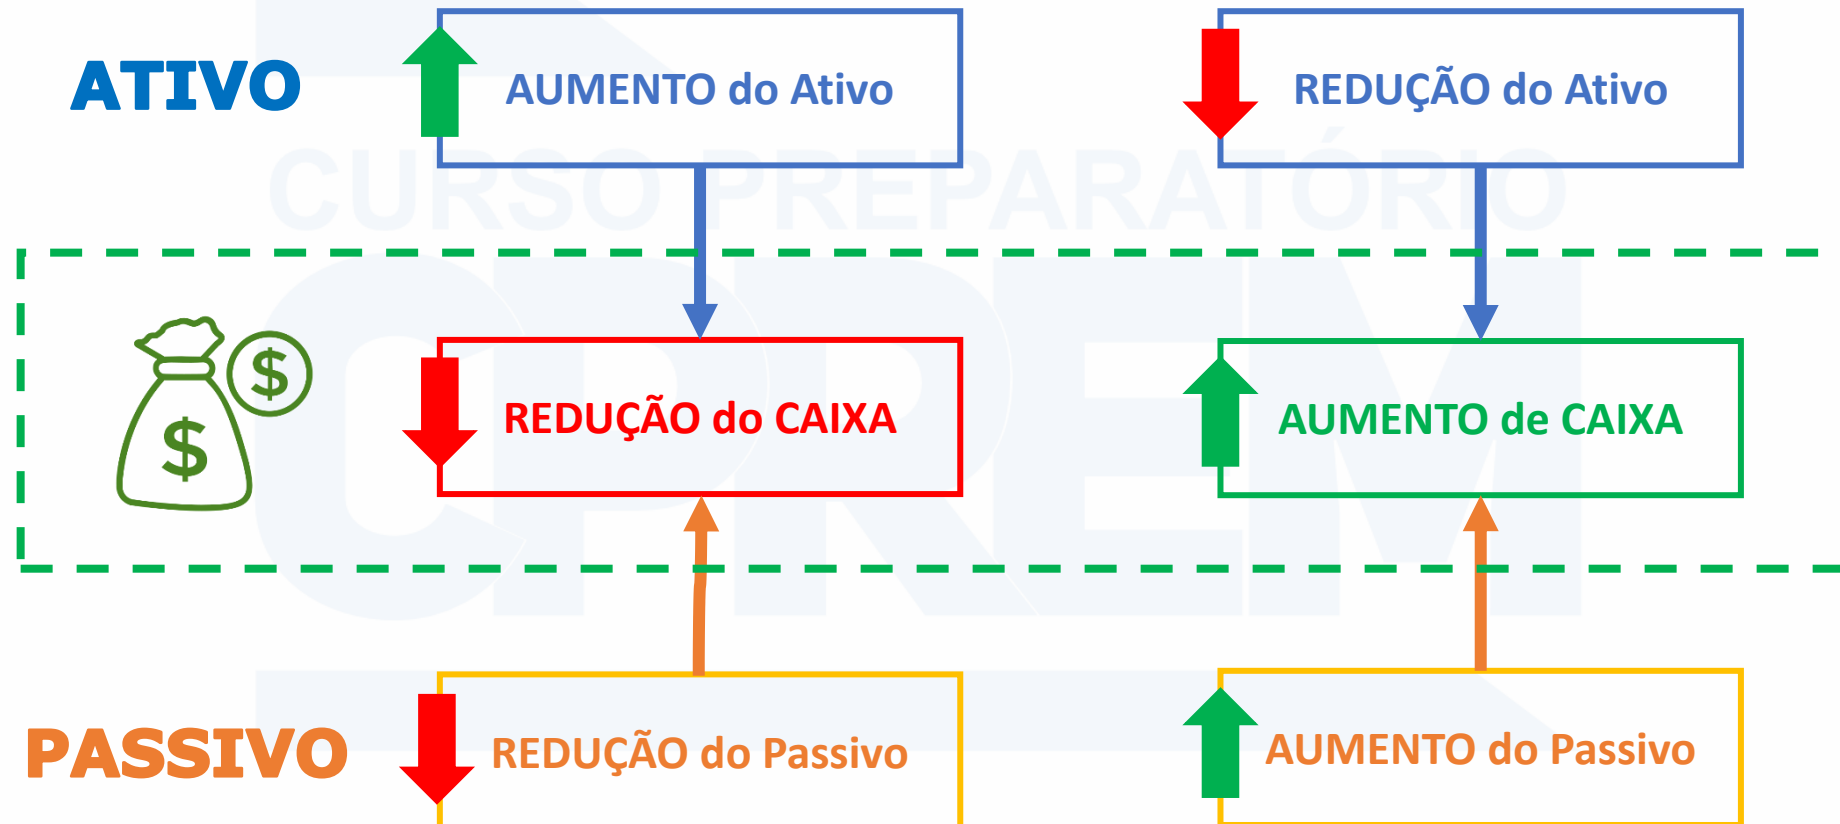 ATIVO
AUMENTO do Ativo
REDUÇÃO do Ativo
CURSO PREPARATÓRIO
CPREM
$
$
REDUÇÃO do CAIXA
AUMENTO de CAIXA
PASSIVO
REDUÇÃO do Passivo
AUMENTO do Passivo